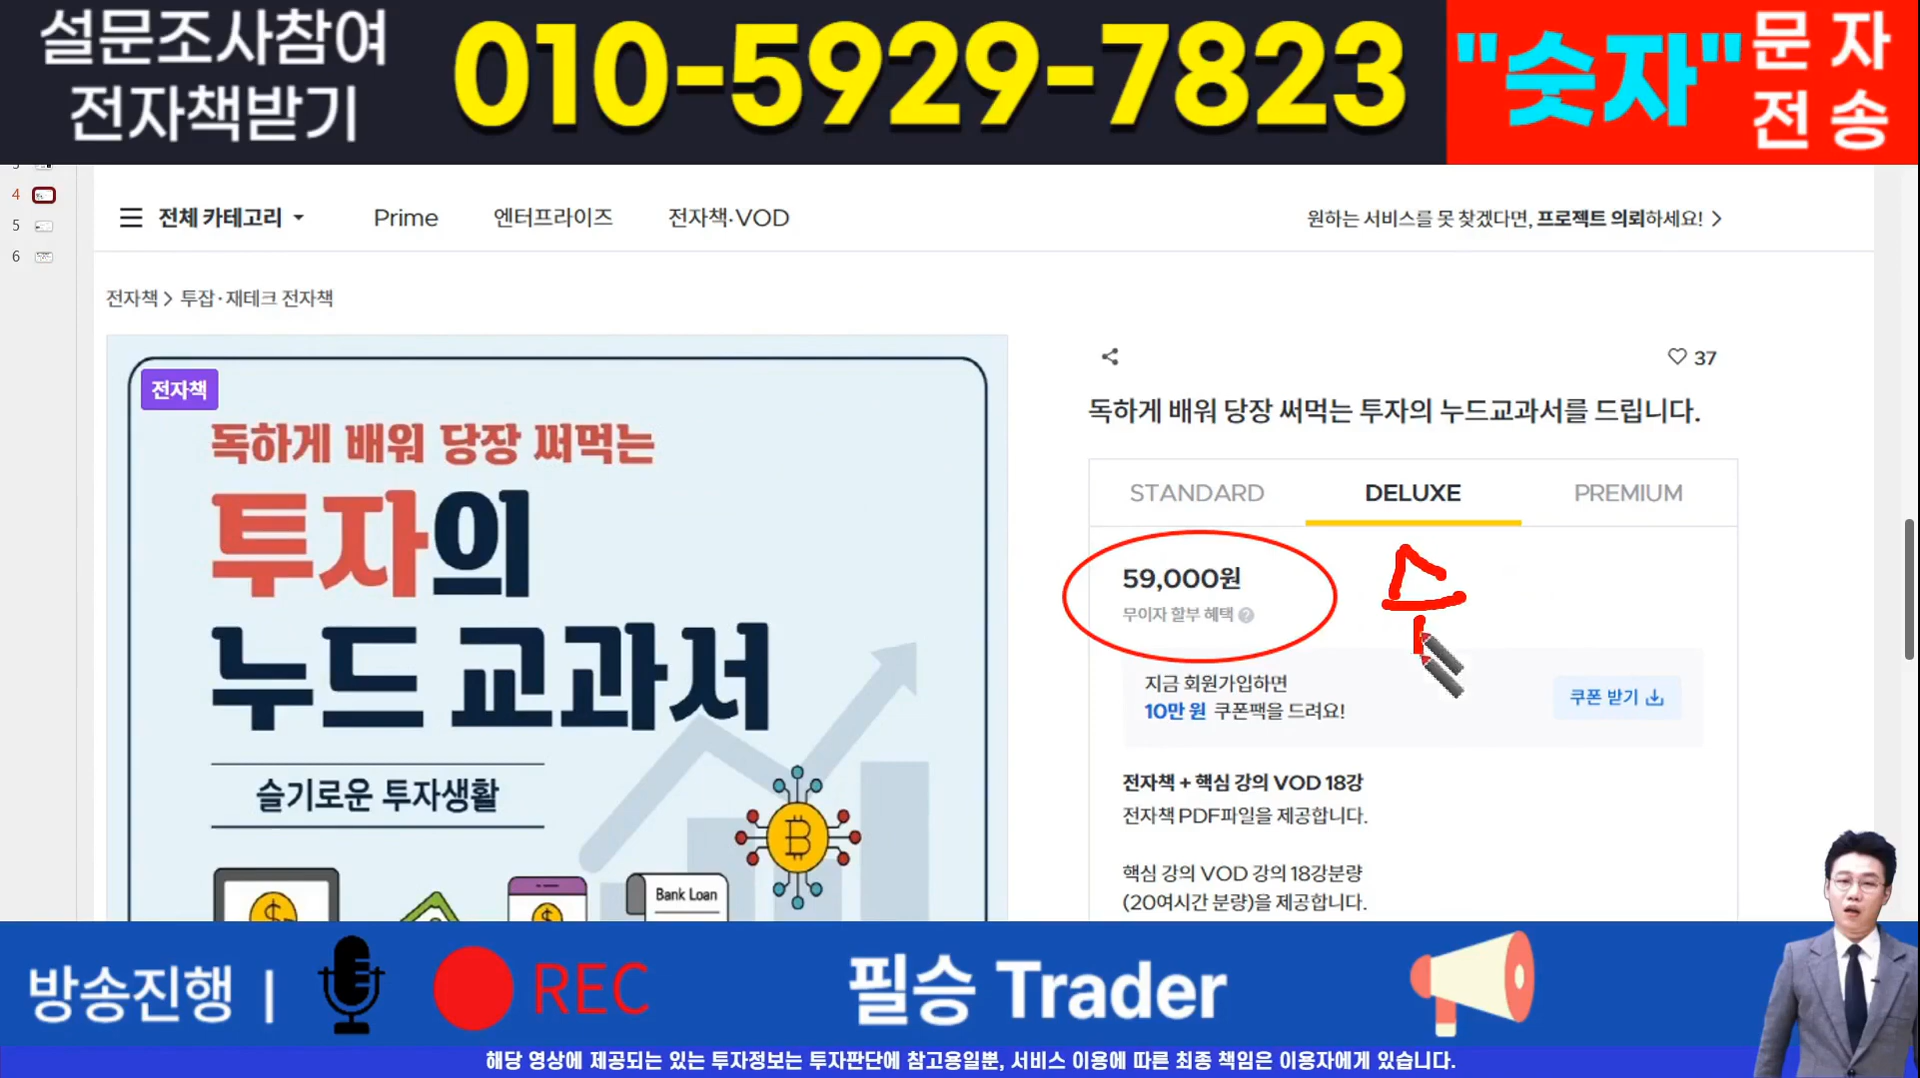 설문조사참여
전자책받기
010-5929-7823
"숫자"
문자
전송
4
5
6
전체 카테고리
Prime
엔터프라이즈
전자책·VOD
원하는 서비스를 못 찾겠다면, 프로젝트 의뢰하세요!
전자책 > 투잡·재테크 전자책
전자책
독하게 배워 당장 써먹는
투자의
누드 교과서
슬기로운 투자생활
Bank Loan
37
독하게 배워 당장 써먹는 투자의 누드교과서를 드립니다.
STANDARD
DELUXE
PREMIUM
59,000원
무이자 할부 혜택
지금 회원가입하면
10만 원 쿠폰팩을 드려요!
쿠폰 받기
전자책 + 핵심 강의 VOD 18강
전자책 PDF파일을 제공합니다.
핵심 강의 VOD 강의 18강분량
(20여시간 분량)을 제공합니다.
방송진행 |
REC
필승 Trader
해당 영상에 제공되는 있는 투자정보는 투자판단에 참고용일뿐, 서비스 이용에 따른 최종 책임은 이용자에게 있습니다.